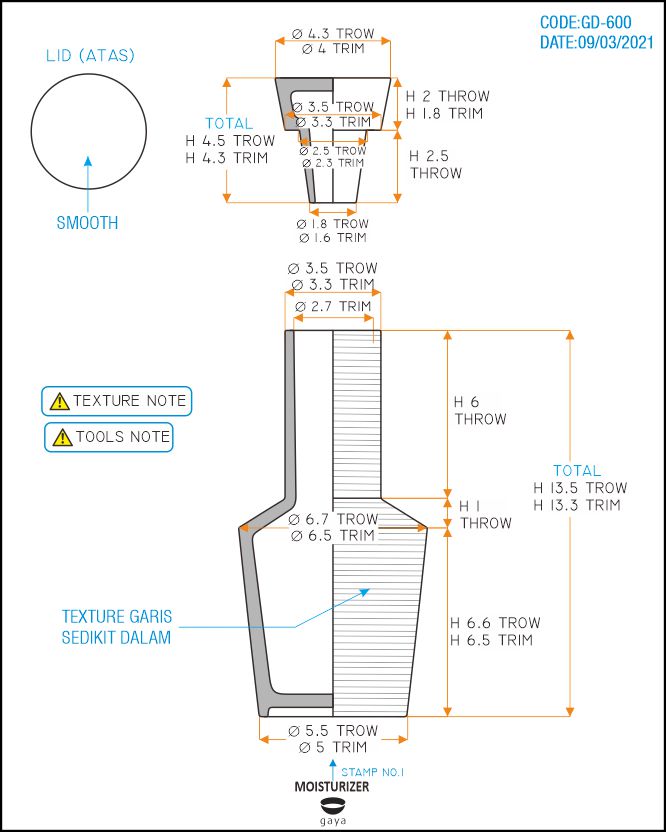 CODE:GD-600
DATE:09/03/2021
LID (ATAS)
SMOOTH
Ø 4.3 TROW
Ø 4 TRIM
Ø 3.5 TROW
Ø 3.3 TRIM
Ø 2.5 TROW
Ø 2.3 TRIM
Ø 1.8 TROW
Ø 1.6 TRIM
TOTAL
H 4.5 TROW
H 4.3 TRIM
H 2 THROW
H 1.8 TRIM
H 2.5
THROW
Ø 3.5 TROW
Ø 3.3 TRIM
Ø 2.7 TRIM
TEXTURE NOTE
TOOLS NOTE
H 6
THROW
H 1
THROW
TOTAL
H 13.5 TROW
H 13.3 TRIM
Ø 6.7 TROW
Ø 6.5 TRIM
TEXTURE GARIS
SEDIKIT DALAM
H 6.6 TROW
H 6.5 TRIM
Ø 5.5 TROW
Ø 5 TRIM
STAMP NO.1
MOISTURIZER
gaya